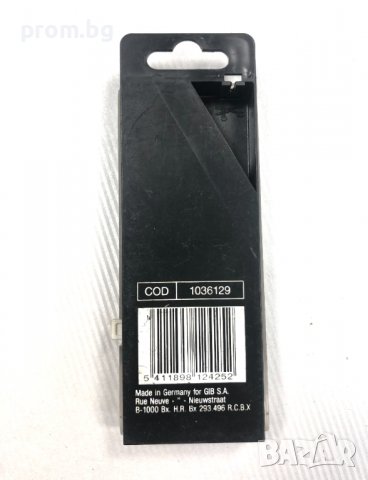 prom.bg
COD 1036129
5 411898 124252
Made in Germany for GIB S.A.
Rue Neuve - " - Nieuwstraat
B-1000 Bx. H.R. Bx 293.496 R.C.B.X
BAZAR